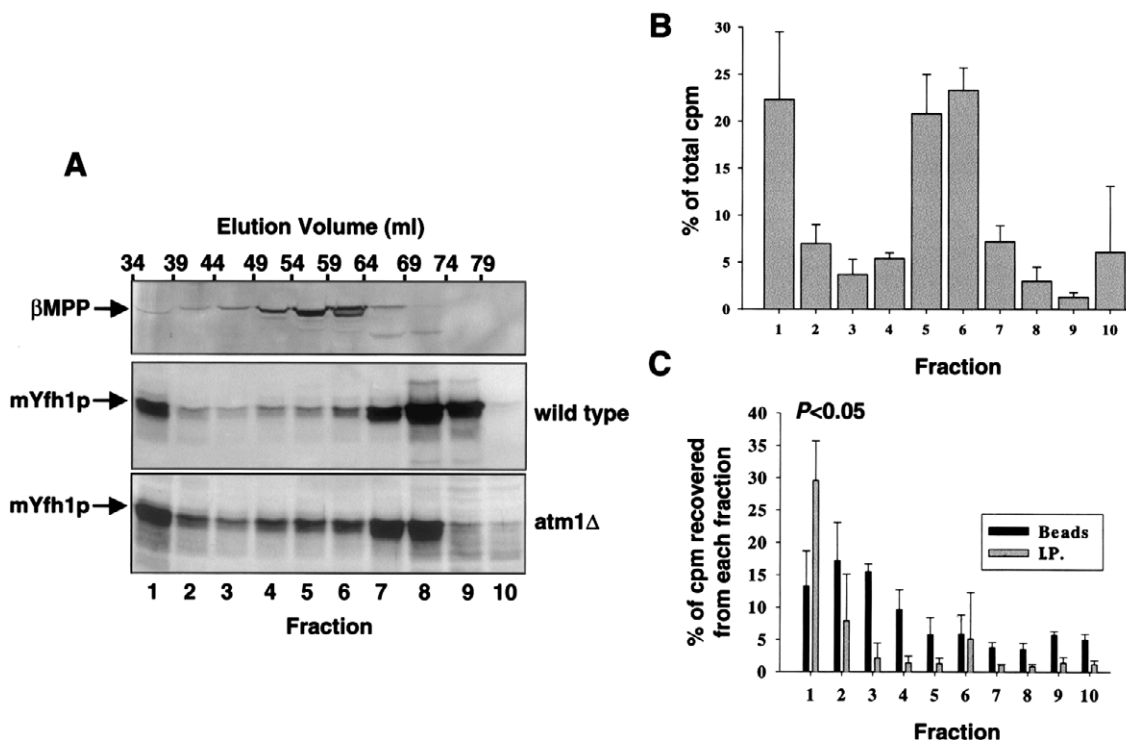 A
Elution Volume (ml)
34 39 44 49 54 59 64 69 74 79
βMPP
mYfh1p
wild type
mYfh1p
atm1Δ
1 2 3 4 5 6 7 8 9 10
Fraction
B
% of total cpm
30
25
20
15
10
5
0
1 2 3 4 5 6 7 8 9 10
Fraction
C
% of cpm recovered
from each fraction
P<0.05
40
35
30
25
20
15
10
5
0
Beads
I.P.
1 2 3 4 5 6 7 8 9 10
Fraction